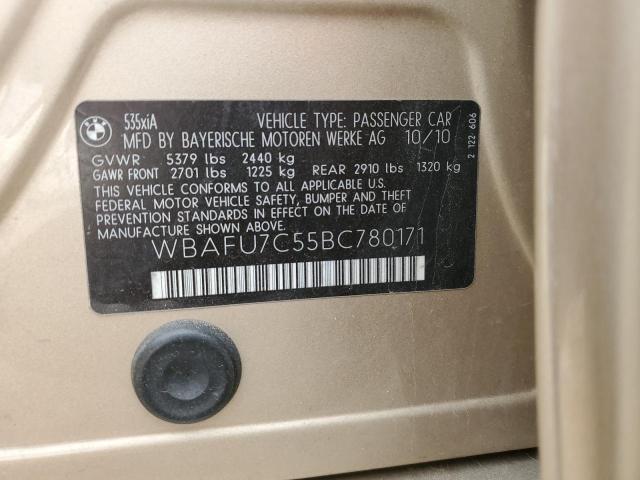 BMW
535xiA VEHICLE TYPE: PASSENGER CAR
MFD BY BAYERISCHE MOTOREN WERKE AG 10/10
GVWR 5379 lbs 2440 kg
GAWR FRONT 2701 lbs 1225 kg REAR 2910 lbs 1320 kg
THIS VEHICLE CONFORMS TO ALL APPLICABLE U.S.
FEDERAL MOTOR VEHICLE SAFETY, BUMPER AND THEFT
PREVENTION STANDARDS IN EFFECT ON THE DATE OF
MANUFACTURE SHOWN ABOVE.
WBAFU7C55BC780171
2 122 606